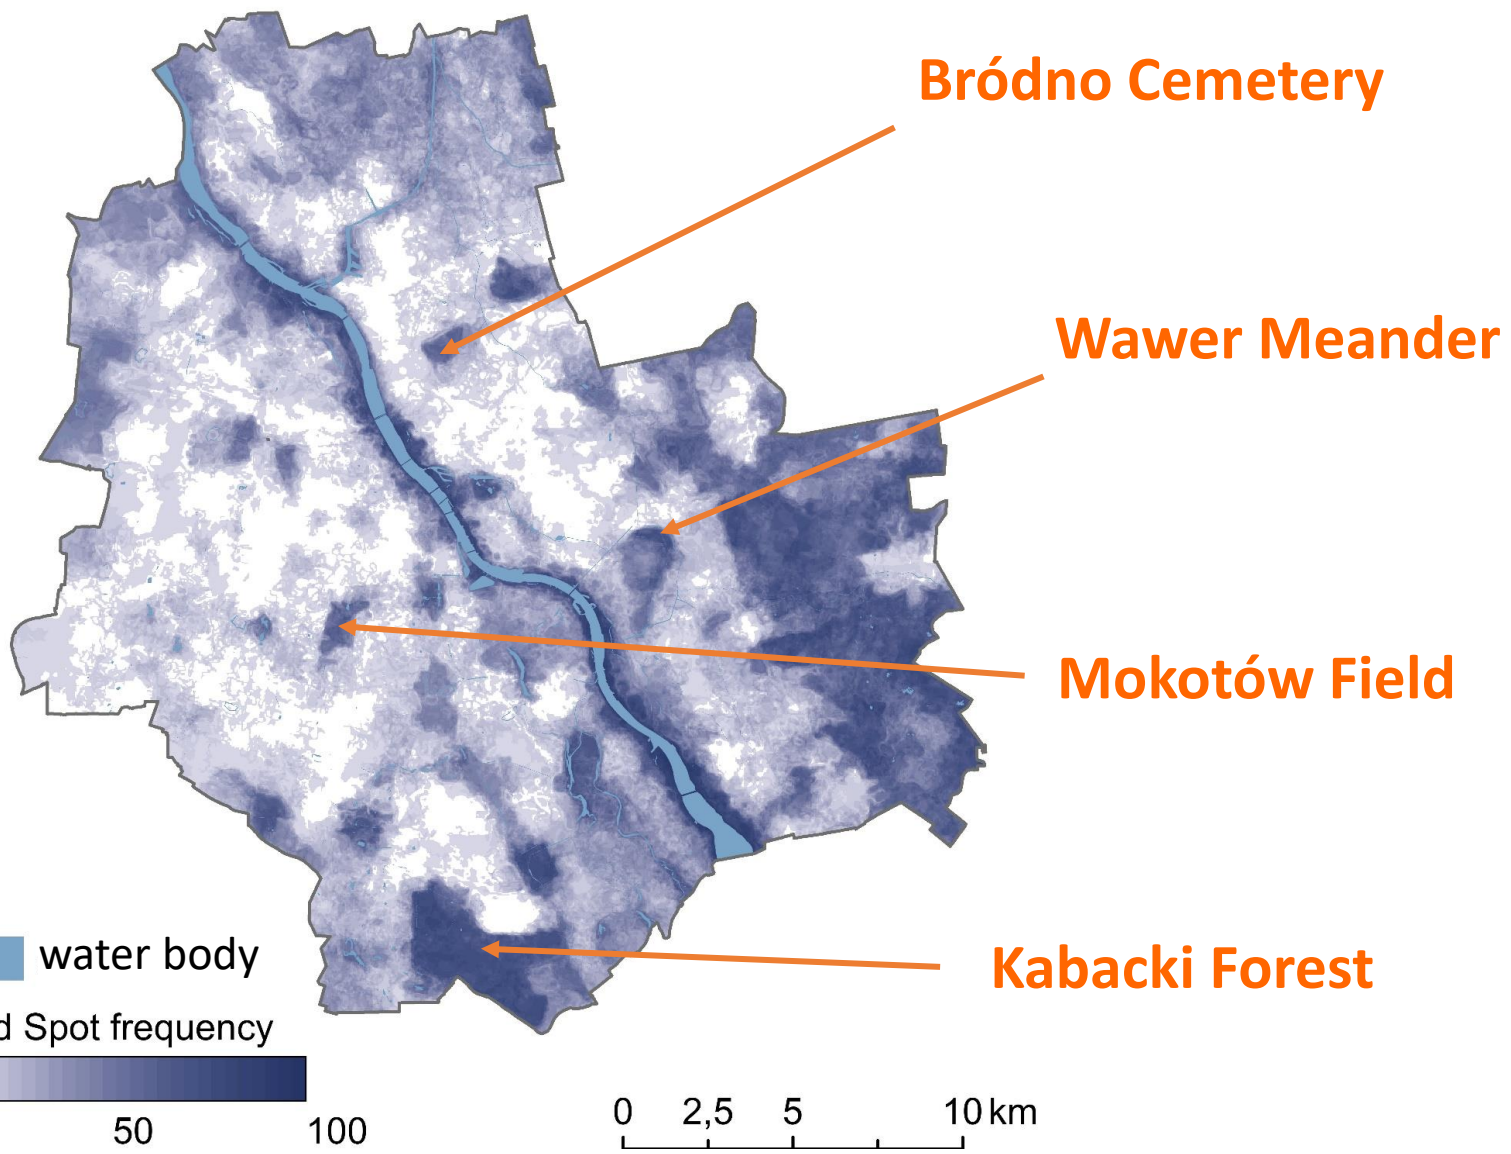 Bródno Cemetery
Wawer Meander
Mokotów Field
Kabacki Forest
water body
d Spot frequency
50 100
0 2,5 5 10 km